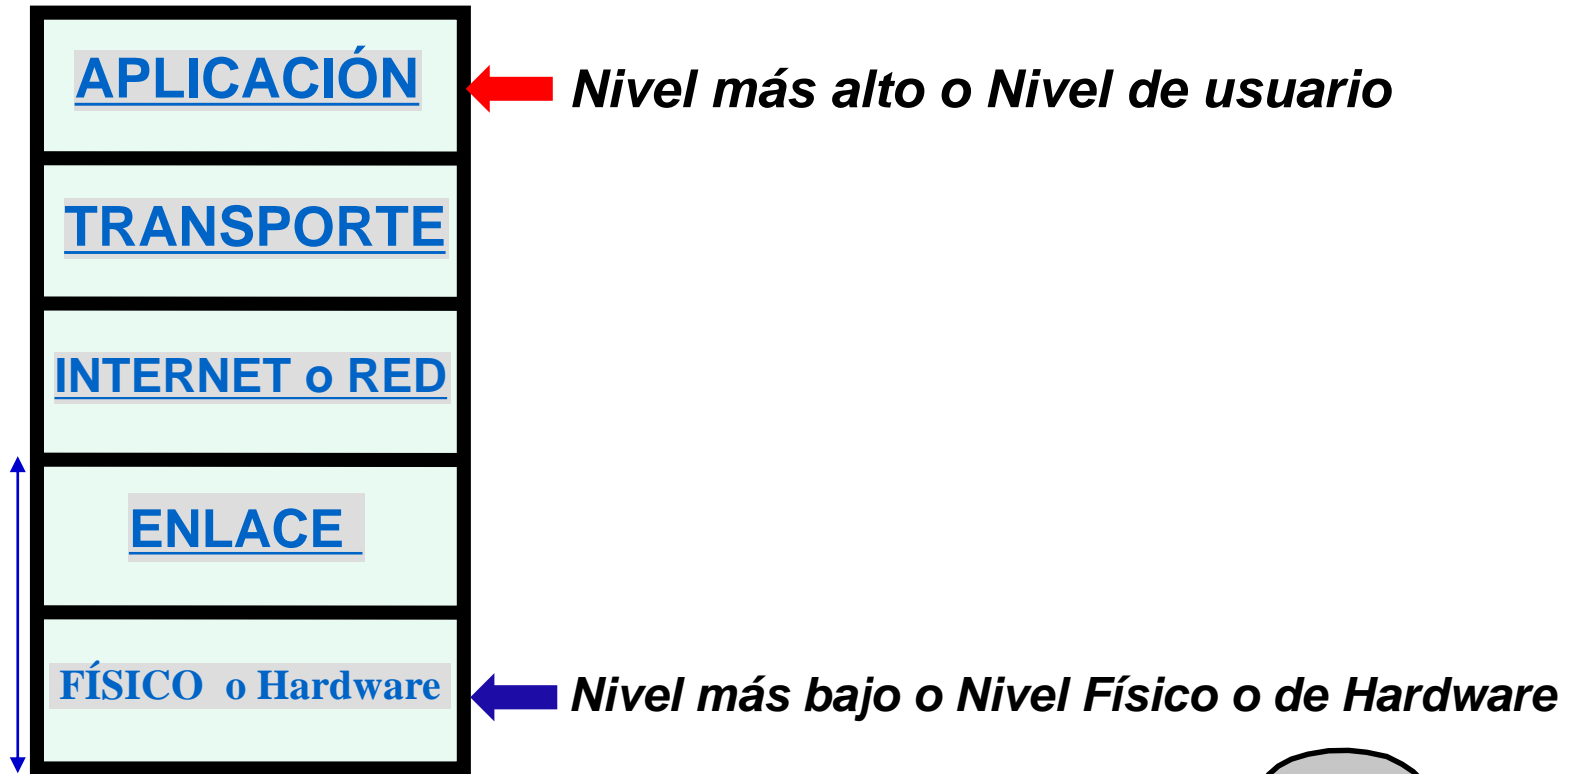 APLICACIÓN
Nivel más alto o Nivel de usuario
TRANSPORTE
INTERNET o RED
ENLACE
FÍSICO o Hardware
Nivel más bajo o Nivel Físico o de Hardware